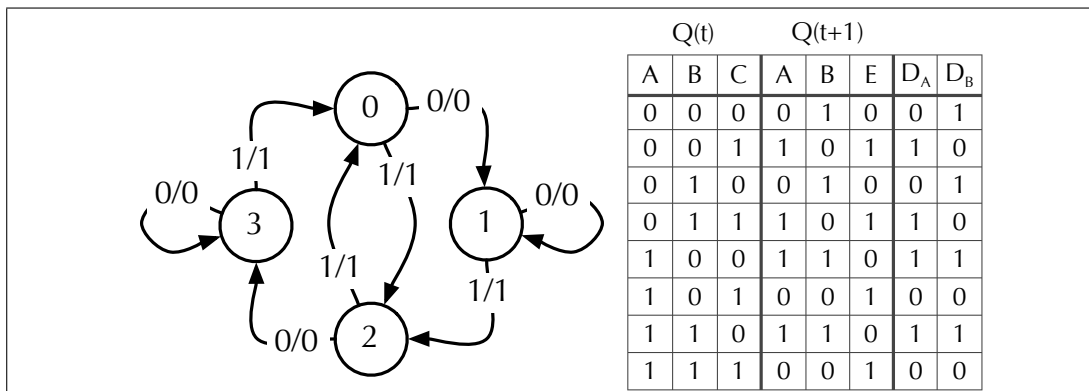 0
0/0
1/1
1/1
0/0
3
1
0/0
1/1
1/1
0/0
2
Q(t) Q(t+1)
A B C A B E D_A D_B
0 0 0 0 1 0 0 1
0 0 1 1 0 1 1 0
0 1 0 0 1 0 0 1
0 1 1 1 0 1 1 0
1 0 0 1 1 0 1 1
1 0 1 0 0 1 0 0
1 1 0 1 1 0 1 1
1 1 1 0 0 1 0 0